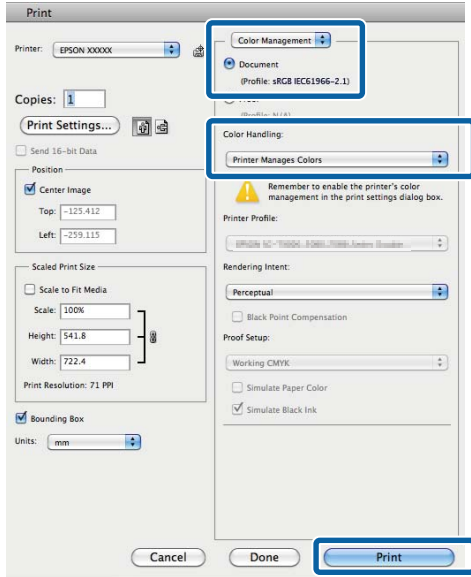 Print
Printer: EPSON XXXXX
Copies: 1
Print Settings...
Send 16-bit Data
Position
Center Image
Top: -125.412
Left: -259.115
Scaled Print Size
Scale to Fit Media
Scale: 100%
Height: 541.8
Width: 722.4
Print Resolution: 71 PPI
Bounding Box
Units: mm
Color Management
Document
(Profile: sRGB IEC61966-2.1)
(Profile: N/A)
Color Handling:
Printer Manages Colors
Remember to enable the printer's color
management in the print settings dialog box.
Printer Profile:
Rendering Intent:
Perceptual
Black Point Compensation
Proof Setup:
Working CMYK
Simulate Paper Color
Simulate Black Ink
Cancel
Done
Print